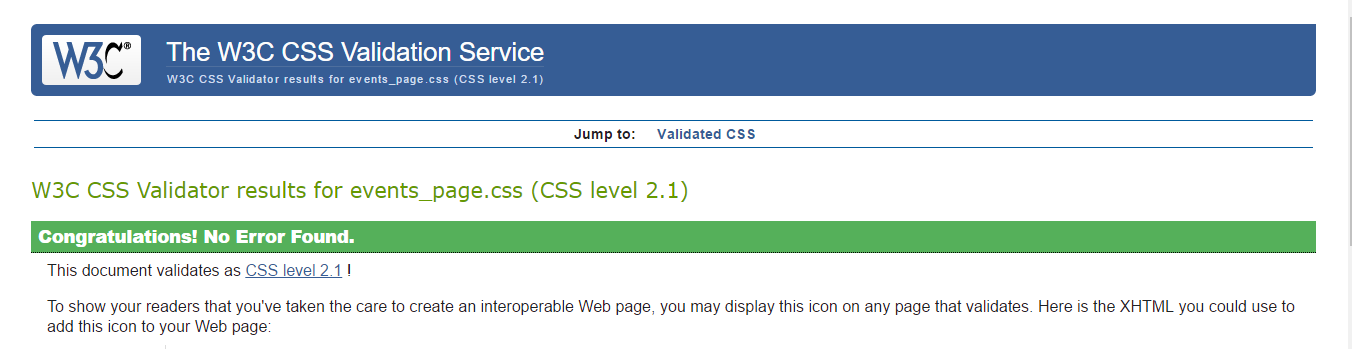 W3C®
The W3C CSS Validation Service
W3C CSS Validator results for events_page.css (CSS level 2.1)
Jump to: Validated CSS
W3C CSS Validator results for events_page.css (CSS level 2.1)
Congratulations! No Error Found.
This document validates as CSS level 2.1 !
To show your readers that you've taken the care to create an interoperable Web page, you may display this icon on any page that validates. Here is the XHTML you could use to
add this icon to your Web page: